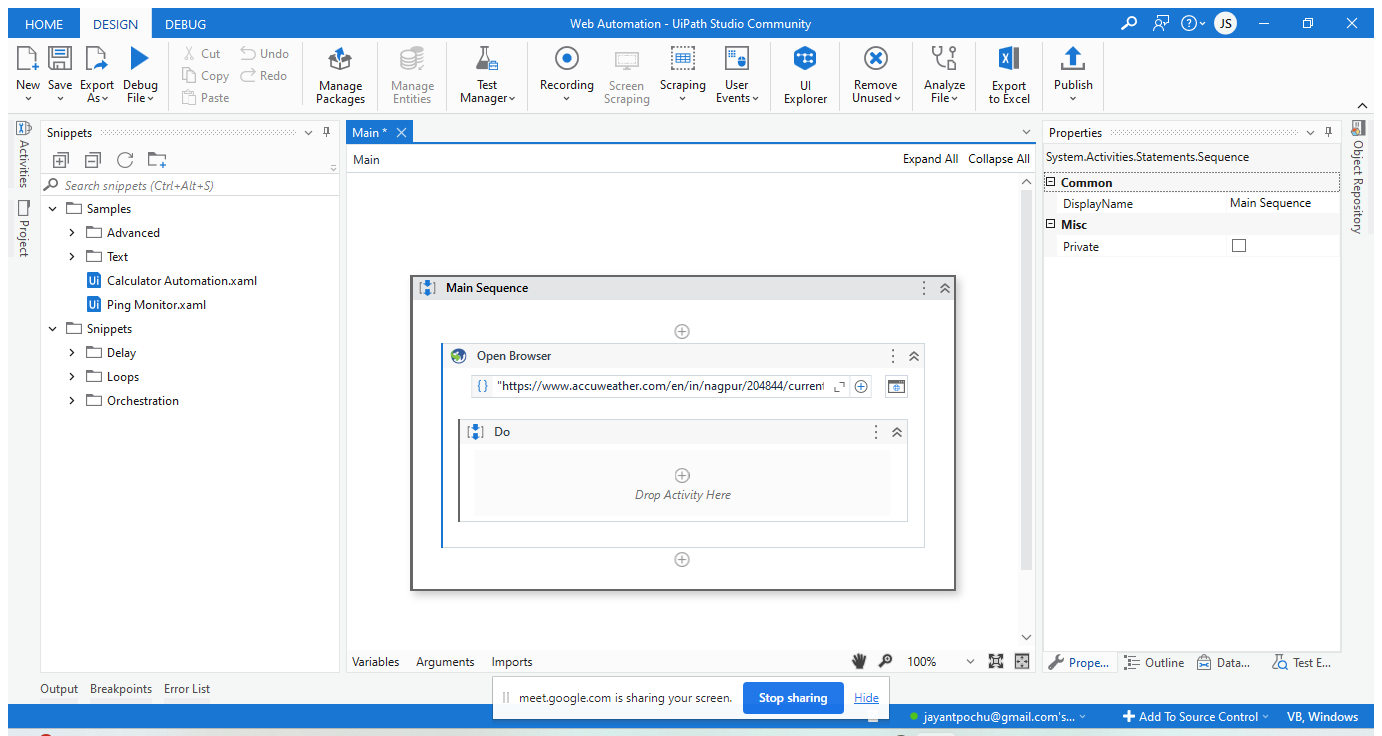 HOME DESIGN DEBUG Web Automation - UiPath Studio Community JS
New Save Export As Debug File
Cut Undo
Copy Redo
Paste
Manage Packages Manage Entities Test Manager Recording Screen Scraping Scraping User Events UI Explorer Remove Unused Analyze File Export to Excel Publish
Activities
Project
Snippets
Search snippets (Ctrl+Alt+S)
Samples
Advanced
Text
Ui Calculator Automation.xaml
Ui Ping Monitor.xaml
Snippets
Delay
Loops
Orchestration
Main *
Main Expand All Collapse All
Main Sequence
Open Browser
{ } "https://www.accuweather.com/en/in/nagpur/204844/current
Do
Drop Activity Here
Variables Arguments Imports 100%
Properties
System.Activities.Statements.Sequence
Common
DisplayName Main Sequence
Misc
Private
Object Repository
Prope... Outline Data... Test E...
Output Breakpoints Error List
meet.google.com is sharing your screen. Stop sharing Hide
jayantpochu@gmail.com's... Add To Source Control VB, Windows